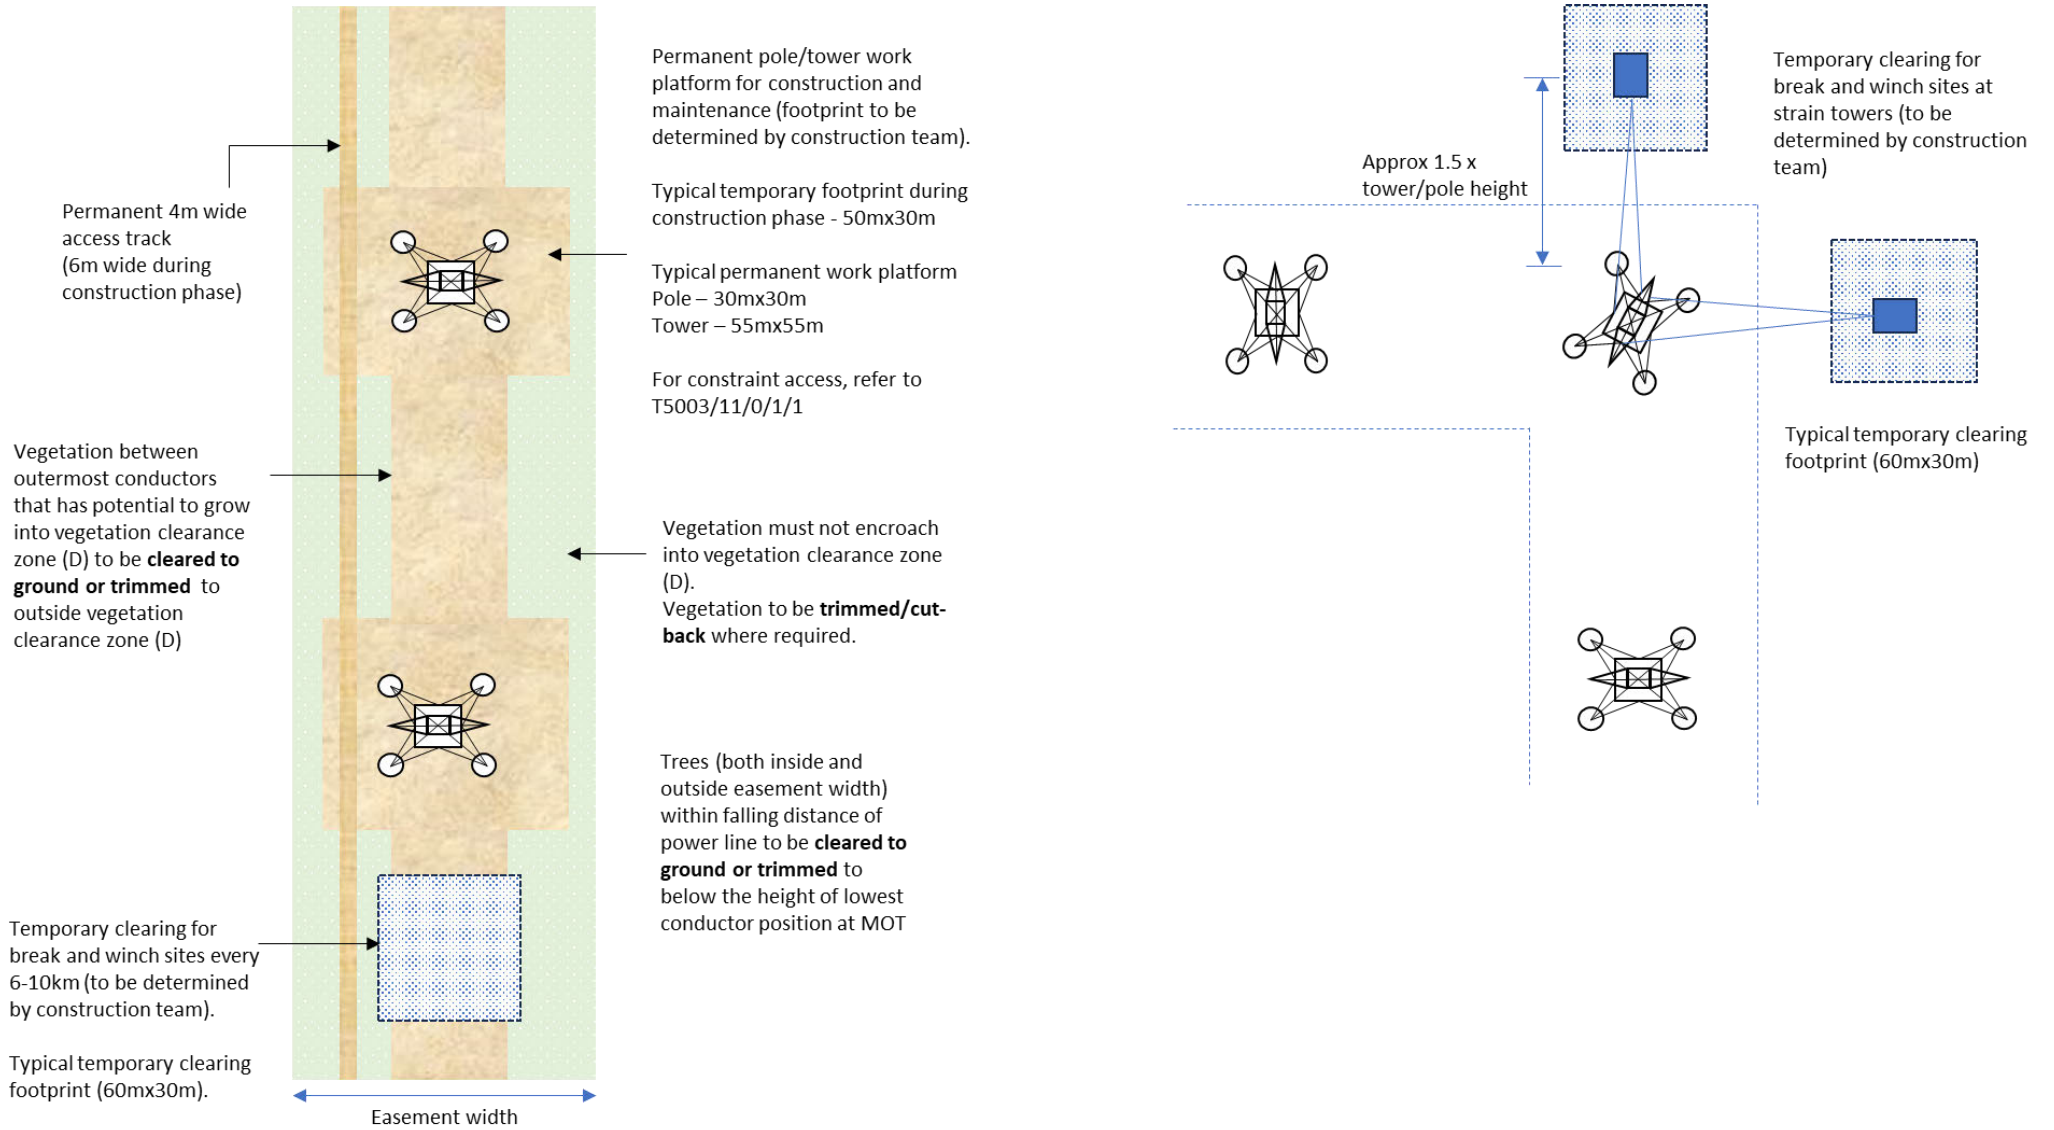 Permanent 4m wide
access track
(6m wide during
construction phase)
Vegetation between
outermost conductors
that has potential to grow
into vegetation clearance
zone (D) to be cleared to
ground or trimmed to
outside vegetation
clearance zone (D)
Temporary clearing for
break and winch sites every
6-10km (to be determined
by construction team).
Typical temporary clearing
footprint (60mx30m).
Easement width
Permanent pole/tower work
platform for construction and
maintenance (footprint to be
determined by construction team).
Typical temporary footprint during
construction phase - 50mx30m
Typical permanent work platform
Pole – 30mx30m
Tower – 55mx55m
For constraint access, refer to
T5003/11/0/1/1
Vegetation must not encroach
into vegetation clearance zone
(D).
Vegetation to be trimmed/cut-
back where required.
Trees (both inside and
outside easement width)
within falling distance of
power line to be cleared to
ground or trimmed to
below the height of lowest
conductor position at MOT
Approx 1.5 x
tower/pole height
Temporary clearing for
break and winch sites at
strain towers (to be
determined by construction
team)
Typical temporary clearing
footprint (60mx30m)